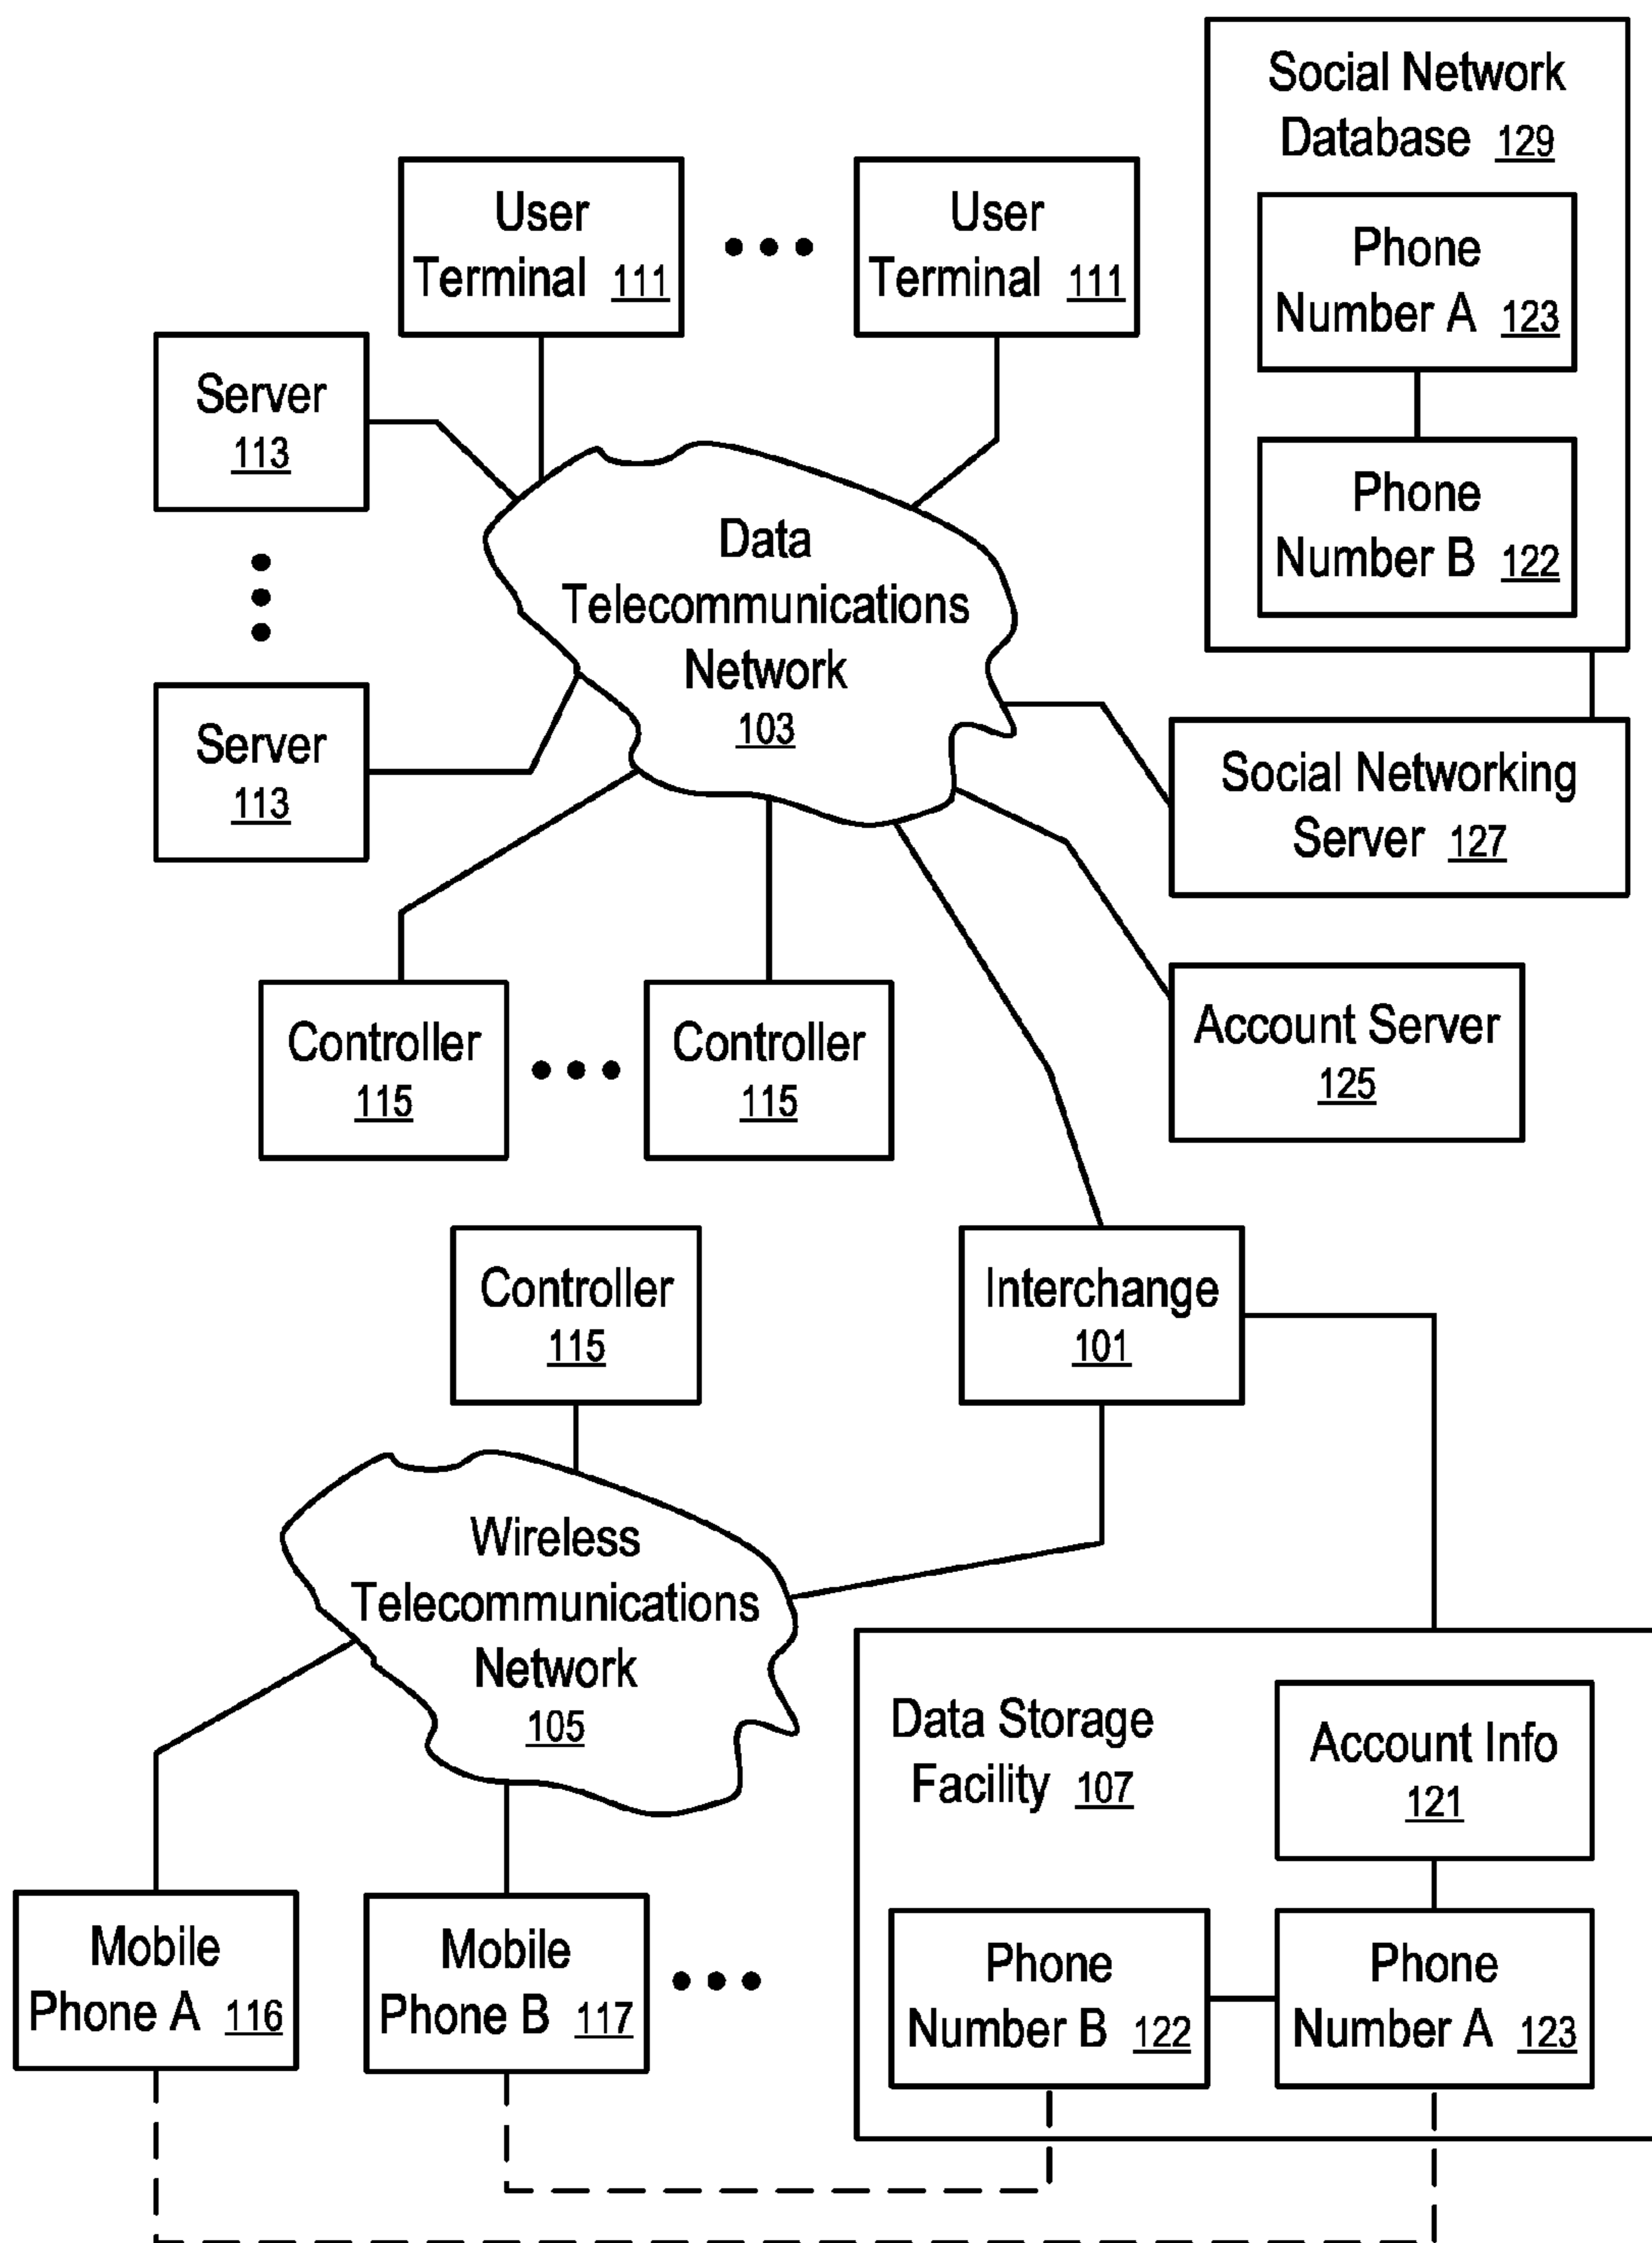 Social Network
Database 129
Phone
Number A 123
Phone
Number B 122
User
Terminal 111
User
Terminal 111
Server
113
Server
113
Data
Telecommunications
Network
103
Social Networking
Server 127
Account Server
125
Controller
115
Controller
115
Controller
115
Interchange
101
Wireless
Telecommunications
Network
105
Data Storage
Facility 107
Account Info
121
Mobile
Phone A 116
Mobile
Phone B 117
Phone
Number B 122
Phone
Number A 123